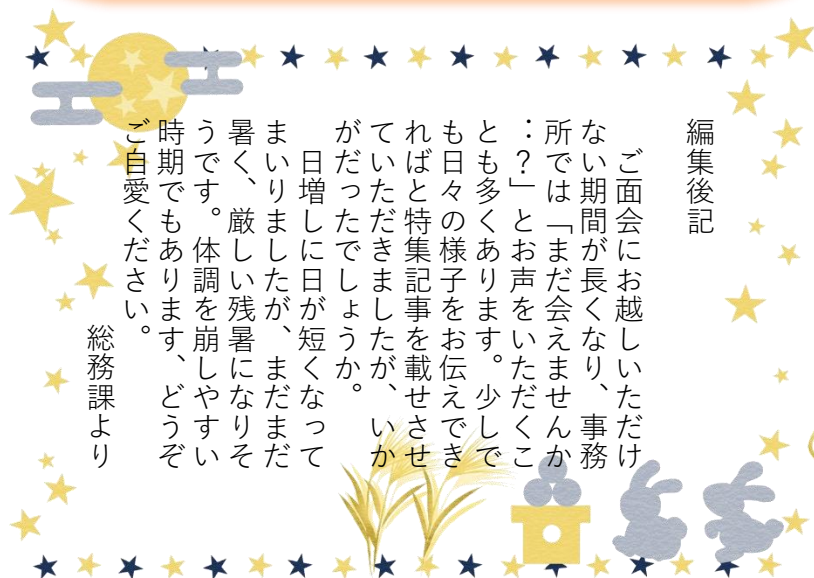 編集後記
　ご面会にお越しいただけ
ない期間が長くなり、事務
所では「まだ会えませんか
：？」とお声をいただくこ
とも多くあります。少しで
も日々の様子をお伝えでき
ればと特集記事を載せさせ
ていただきましたが、いか
がだったでしょうか。
　日増しに日が短くなって
まいりましたが、まだまだ
暑く、厳しい残暑になりそ
うです。体調を崩しやすい
時期でもあります、どうぞ
ご自愛ください。
総務課より